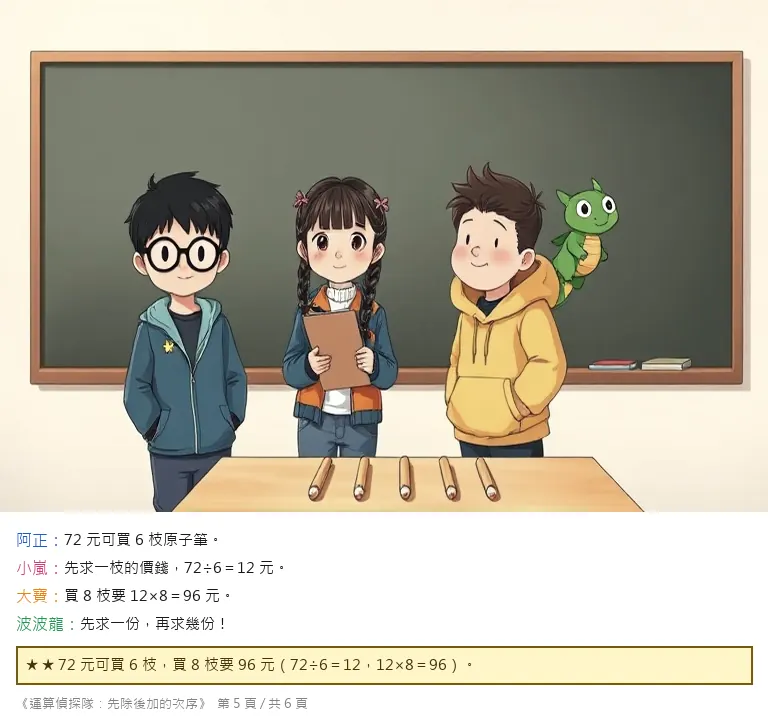 阿正：72 元可買 6 枝原子筆。
小嵐：先求一枝的價錢，72÷6＝12 元。
大寶：買 8 枝要 12×8＝96 元。
波波龍：先求一份，再求幾份！
★★72 元可買 6 枝，買 8 枝要 96 元（72÷6＝12，12×8＝96）。
《運算偵探隊：先除後加的次序》 第 5 頁 / 共 6 頁